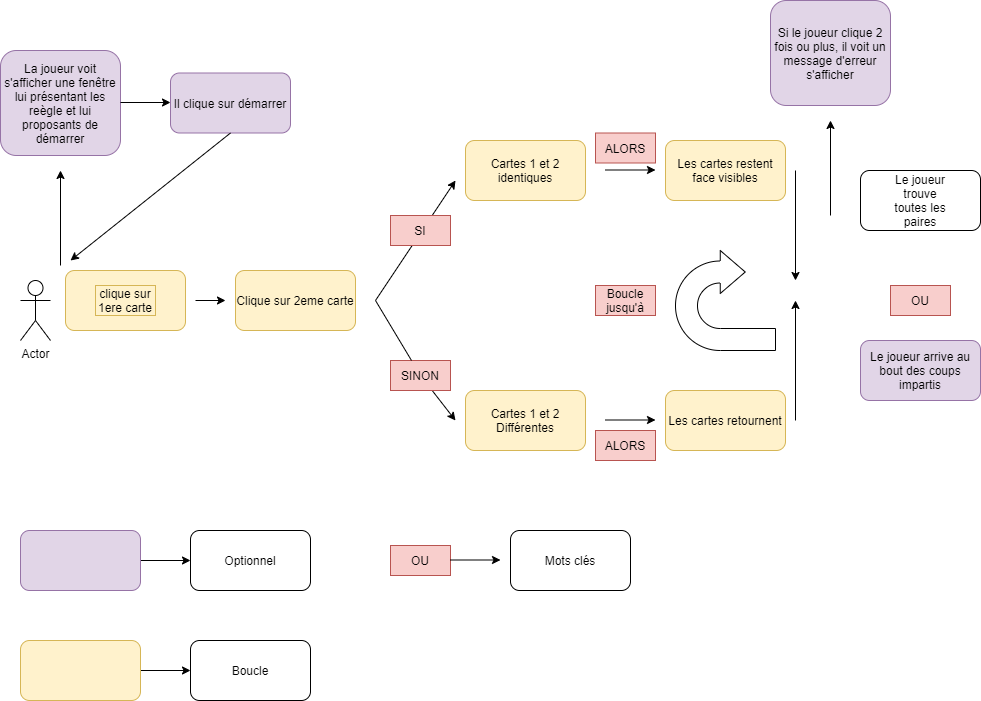 La joueur voit
s'afficher une fenêtre
lui présentant les
reègle et lui
proposants de
démarrer
Il clique sur démarrer
Si le joueur clique 2
fois ou plus, il voit un
message d'erreur
s'afficher
Cartes 1 et 2
identiques
ALORS
Les cartes restent
face visibles
Le joueur
trouve
toutes les
paires
SI
clique sur
1ere carte
Clique sur 2eme carte
Boucle
jusqu'à
OU
Actor
SINON
Le joueur arrive au
bout des coups
impartis
Cartes 1 et 2
Différentes
ALORS
Les cartes retournent
Optionnel
OU
Mots clés
Boucle